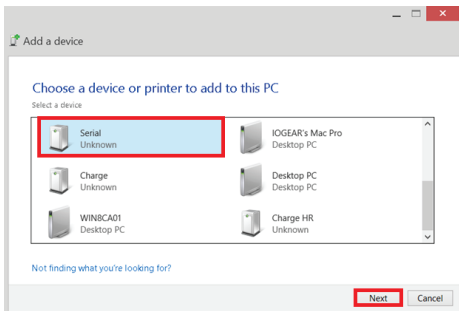 Add a device
Choose a device or printer to add to this PC
Select a device
Serial
Unknown
IOGEAR's Mac Pro
Desktop PC
Charge
Unknown
Desktop PC
Desktop PC
WIN8CA01
Desktop PC
Charge HR
Unknown
Not finding what you're looking for?
Next
Cancel